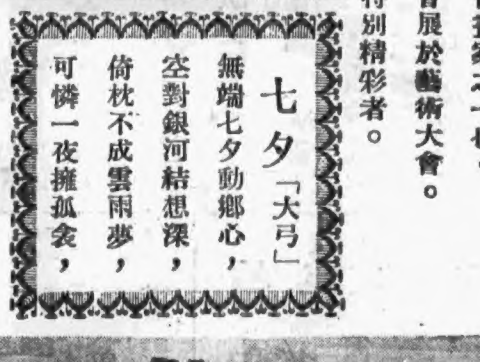 會展於藝術大會。
特別精彩者。
七夕「大弓」
無端七夕動鄉心，
空對銀河結想深，
倚枕不成雲雨夢，
可憐一夜擁孤衾，